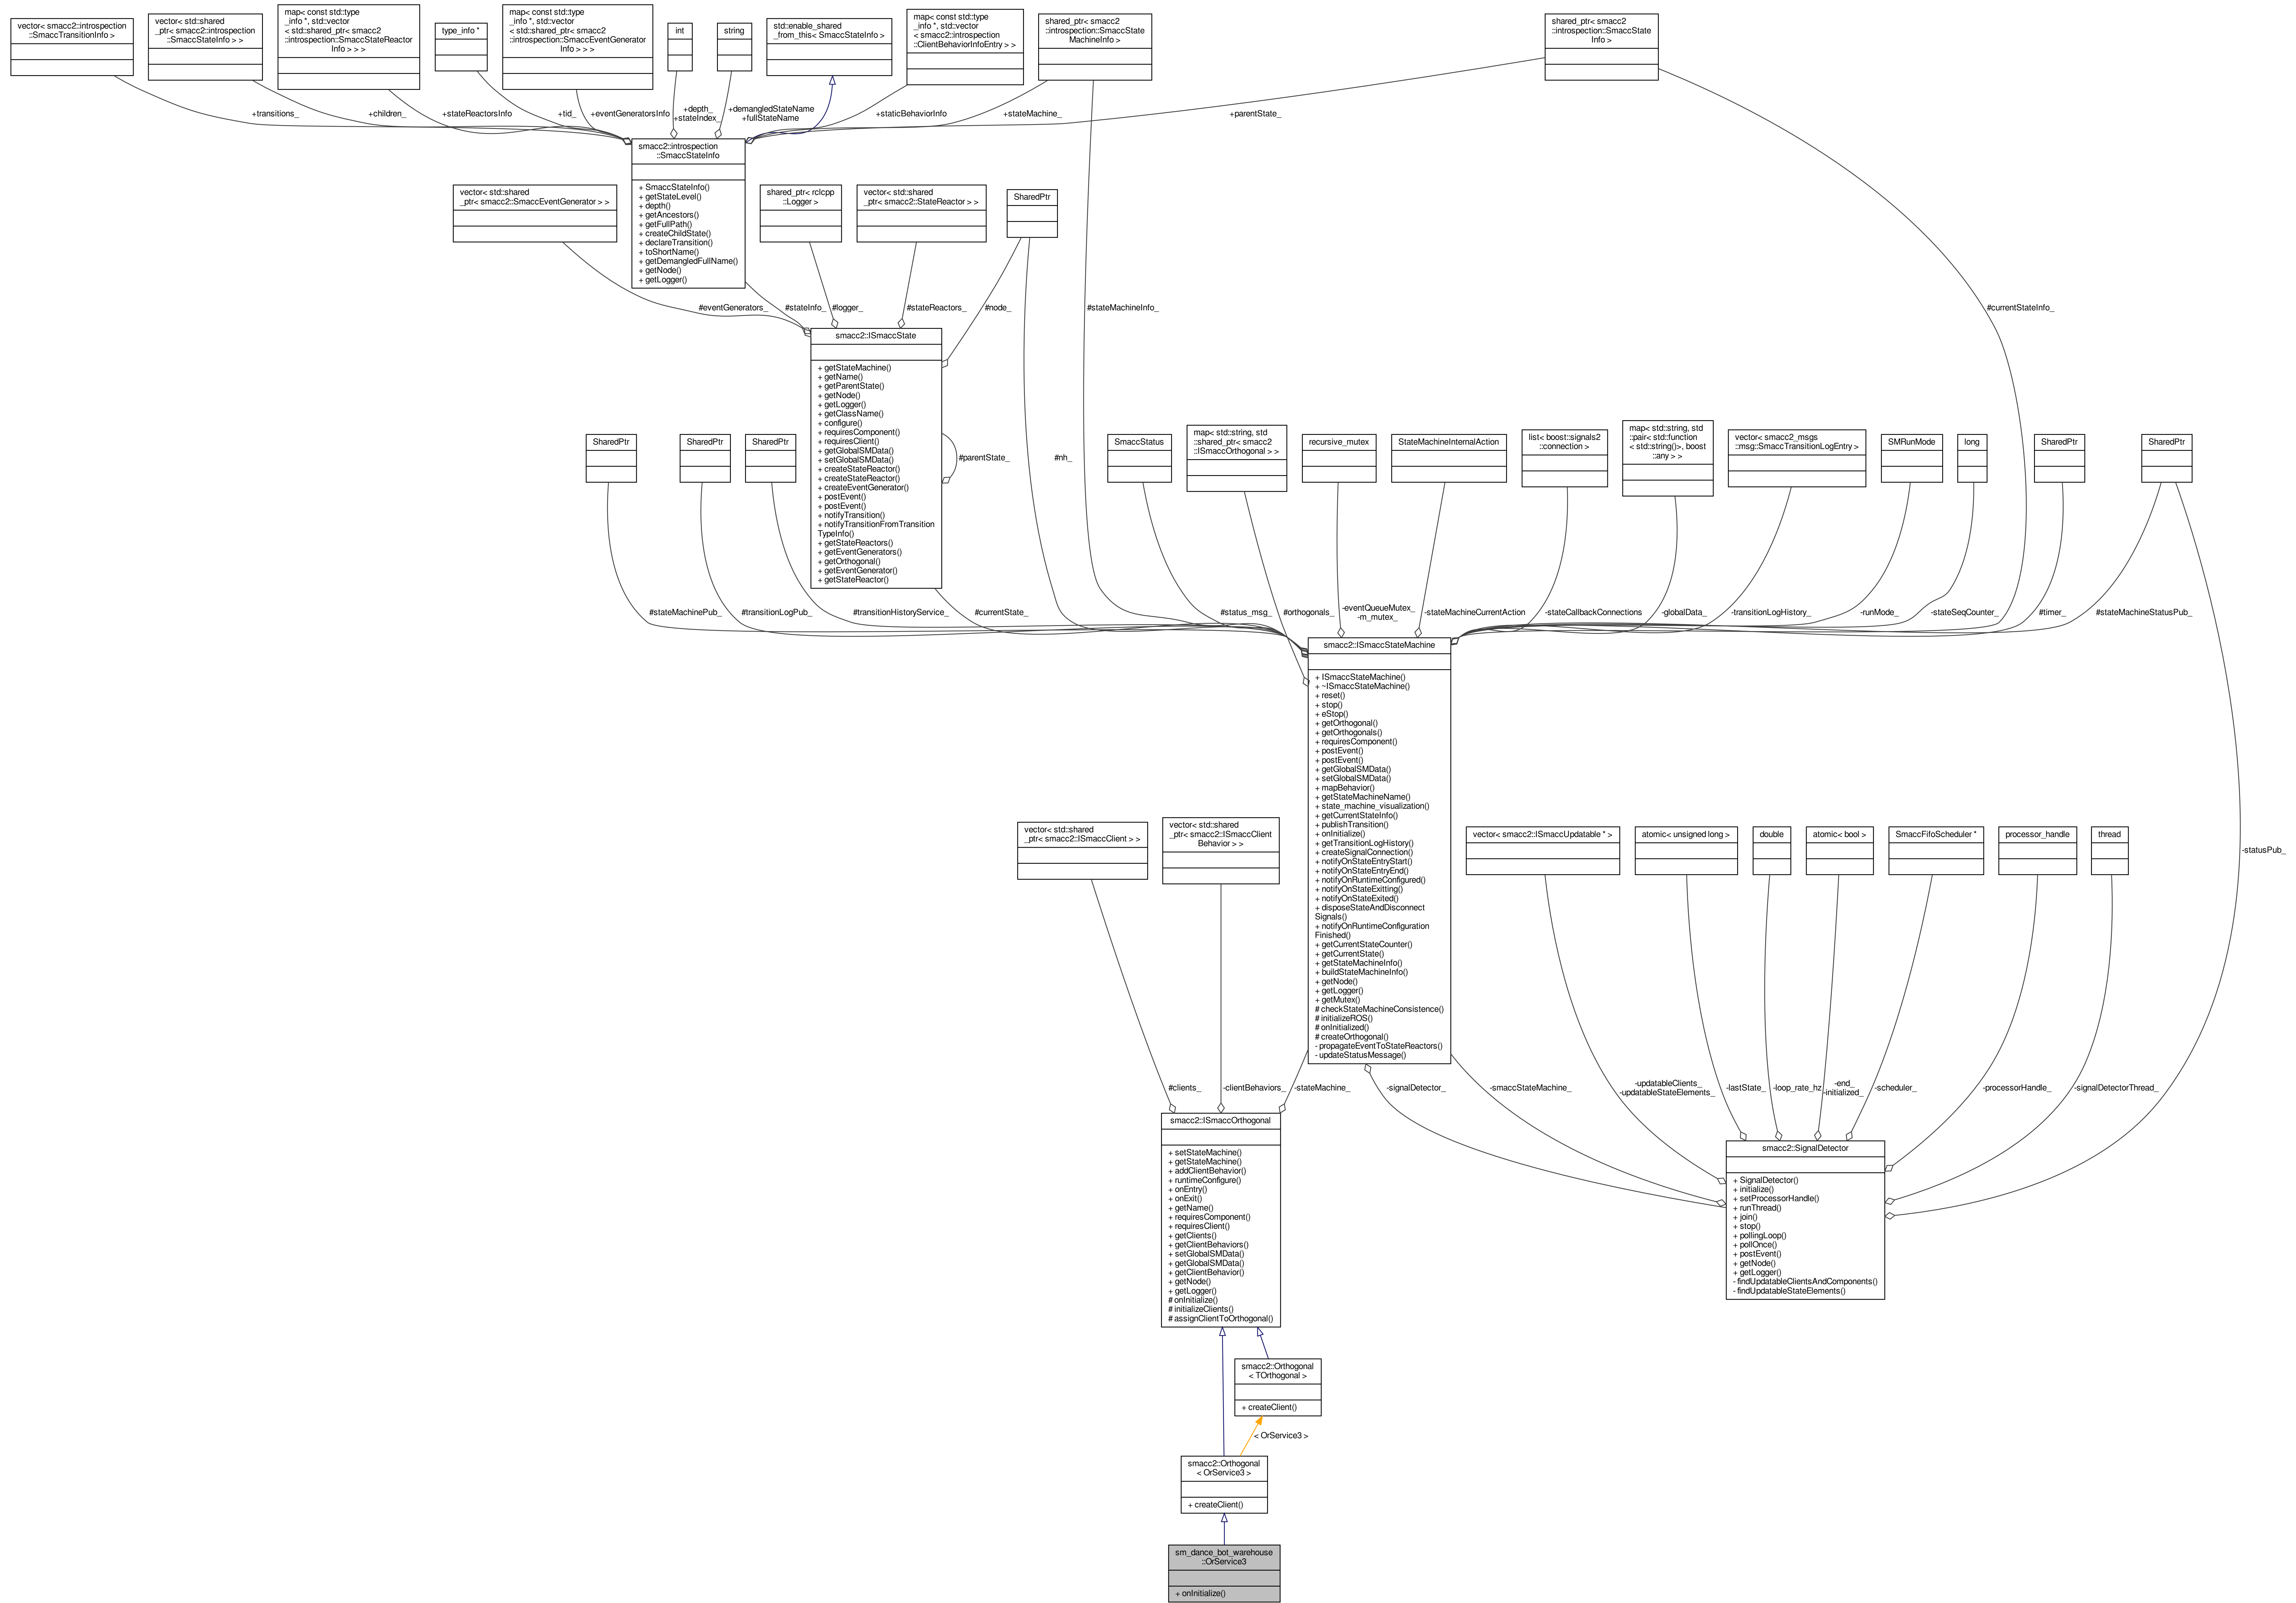 vector< smacc2::introspection
::SmaccTransitionInfo >
vector< std::shared
_ptr< smacc2::introspection
::SmaccStateInfo > >
map< const std::type
_info *, std::vector
< std::shared_ptr< smacc2
::introspection::SmaccStateReactor
Info > > >
type_info *
map< const std::type
_info *, std::vector
< std::shared_ptr< smacc2
::introspection::SmaccEventGenerator
Info > > >
int
string
std::enable_shared
_from_this< SmaccStateInfo >
map< const std::type
_info *, std::vector
< smacc2::introspection
::ClientBehaviorInfoEntry > >
shared_ptr< smacc2
::introspection::SmaccState
MachineInfo >
shared_ptr< smacc2
::introspection::SmaccState
Info >
+transitions_
+children_
+stateReactorsInfo
+tid_
+eventGeneratorsInfo
+depth_
+stateIndex_
+demangledStateName
+fullStateName
+staticBehaviorInfo
+stateMachine_
+parentState_
smacc2::introspection
::SmaccStateInfo
+ SmaccStateInfo()
+ getStateLevel()
+ depth()
+ getAncestors()
+ getFullPath()
+ createChildState()
+ declareTransition()
+ toShortName()
+ getDemangledFullName()
+ getNode()
+ getLogger()
vector< std::shared
_ptr< smacc2::SmaccEventGenerator > >
shared_ptr< rclcpp
::Logger >
vector< std::shared
_ptr< smacc2::StateReactor > >
SharedPtr
#eventGenerators_
#stateInfo_
#logger_
#stateReactors_
#node_
#stateMachineInfo_
#currentStateInfo_
smacc2::ISmaccState
+ getStateMachine()
+ getName()
+ getParentState()
+ getNode()
+ getLogger()
+ getClassName()
+ configure()
+ requiresComponent()
+ requiresClient()
+ getGlobalSMData()
+ setGlobalSMData()
+ createStateReactor()
+ createStateReactor()
+ createEventGenerator()
+ postEvent()
+ postEvent()
+ notifyTransition()
+ notifyTransitionFromTransition
TypeInfo()
+ getStateReactors()
+ getEventGenerators()
+ getOrthogonal()
+ getEventGenerator()
+ getStateReactor()
#parentState_
#nh_
SharedPtr
SharedPtr
SharedPtr
SmaccStatus
map< std::string, std
::shared_ptr< smacc2
::ISmaccOrthogonal > >
recursive_mutex
StateMachineInternalAction
list< boost::signals2
::connection >
map< std::string, std
::pair< std::function
< std::string()>, boost
::any > >
vector< smacc2_msgs
::msg::SmaccTransitionLogEntry >
SMRunMode
long
SharedPtr
SharedPtr
#stateMachinePub_
#transitionLogPub_
#transitionHistoryService_
#currentState_
#status_msg_
#orthogonals_
-eventQueueMutex_
-m_mutex_
-stateMachineCurrentAction
-stateCallbackConnections
-globalData_
-transitionLogHistory_
-runMode_
-stateSeqCounter_
#timer_
#stateMachineStatusPub_
smacc2::ISmaccStateMachine
+ ISmaccStateMachine()
+ ~ISmaccStateMachine()
+ reset()
+ stop()
+ eStop()
+ getOrthogonal()
+ getOrthogonals()
+ requiresComponent()
+ postEvent()
+ postEvent()
+ getGlobalSMData()
+ setGlobalSMData()
+ mapBehavior()
+ getStateMachineName()
+ state_machine_visualization()
+ getCurrentStateInfo()
+ publishTransition()
+ onInitialize()
+ getTransitionLogHistory()
+ createSignalConnection()
+ notifyOnStateEntryStart()
+ notifyOnStateEntryEnd()
+ notifyOnRuntimeConfigured()
+ notifyOnStateExitting()
+ notifyOnStateExited()
+ disposeStateAndDisconnect
Signals()
+ notifyOnRuntimeConfiguration
Finished()
+ getCurrentStateCounter()
+ getCurrentState()
+ getStateMachineInfo()
+ buildStateMachineInfo()
+ getNode()
+ getLogger()
+ getMutex()
# checkStateMachineConsistence()
# initializeROS()
# onInitialized()
# createOrthogonal()
- propagateEventToStateReactors()
- updateStatusMessage()
vector< std::shared
_ptr< smacc2::ISmaccClient > >
vector< std::shared
_ptr< smacc2::ISmaccClient
Behavior > >
vector< smacc2::ISmaccUpdatable * >
atomic< unsigned long >
double
atomic< bool >
SmaccFifoScheduler *
processor_handle
thread
-statusPub_
#clients_
-clientBehaviors_
-stateMachine_
-signalDetector_
-smaccStateMachine_
-updatableClients_
-updatableStateElements_
-lastState_
-loop_rate_hz
-end_
-initialized_
-scheduler_
-processorHandle_
-signalDetectorThread_
smacc2::ISmaccOrthogonal
+ setStateMachine()
+ getStateMachine()
+ addClientBehavior()
+ runtimeConfigure()
+ onEntry()
+ onExit()
+ getName()
+ requiresComponent()
+ requiresClient()
+ getClients()
+ getClientBehaviors()
+ setGlobalSMData()
+ getGlobalSMData()
+ getClientBehavior()
+ getNode()
+ getLogger()
# onInitialize()
# initializeClients()
# assignClientToOrthogonal()
smacc2::SignalDetector
+ SignalDetector()
+ initialize()
+ setProcessorHandle()
+ runThread()
+ join()
+ stop()
+ pollingLoop()
+ pollOnce()
+ postEvent()
+ getNode()
+ getLogger()
- findUpdatableClientsAndComponents()
- findUpdatableStateElements()
smacc2::Orthogonal
< TOrthogonal >
+ createClient()
< OrService3 >
smacc2::Orthogonal
< OrService3 >
+ createClient()
sm_dance_bot_warehouse
::OrService3
+ onInitialize()